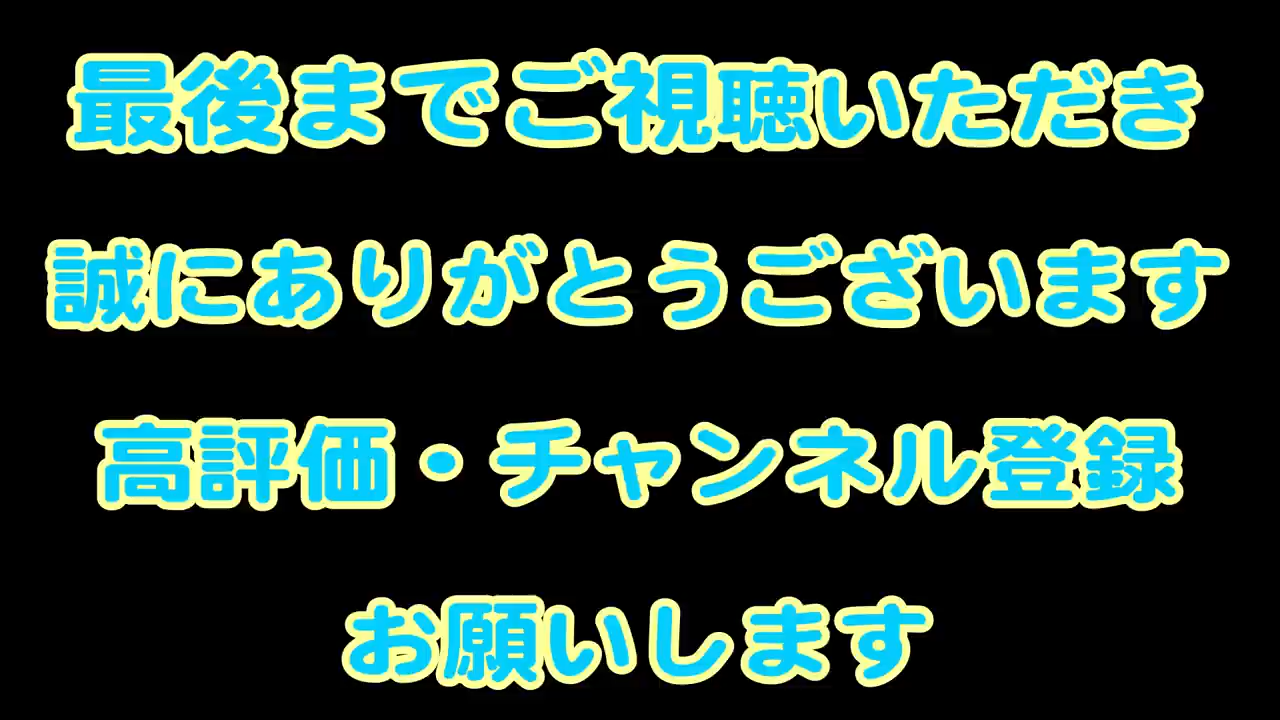 最後までご視聴いただき
誠にありがとうございます
高評価・チャンネル登録
お願いします